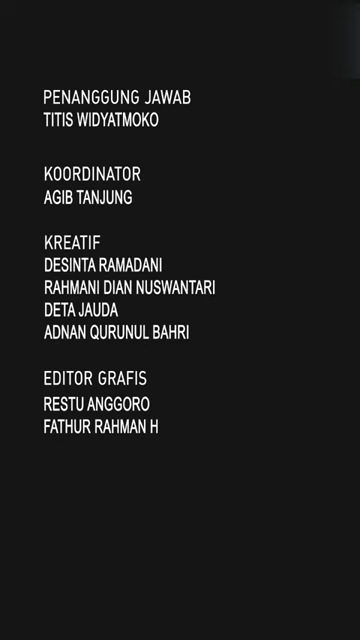 PENANGGUNG JAWAB
TITIS WIDYATMOKO
KOORDINATOR
AGIB TANJUNG
KREATIF
DESINTA RAMADANI
RAHMANI DIAN NUSWANTARI
DETA JAUDA
ADNAN QURUNUL BAHRI
EDITOR GRAFIS
RESTU ANGGORO
FATHUR RAHMAN H